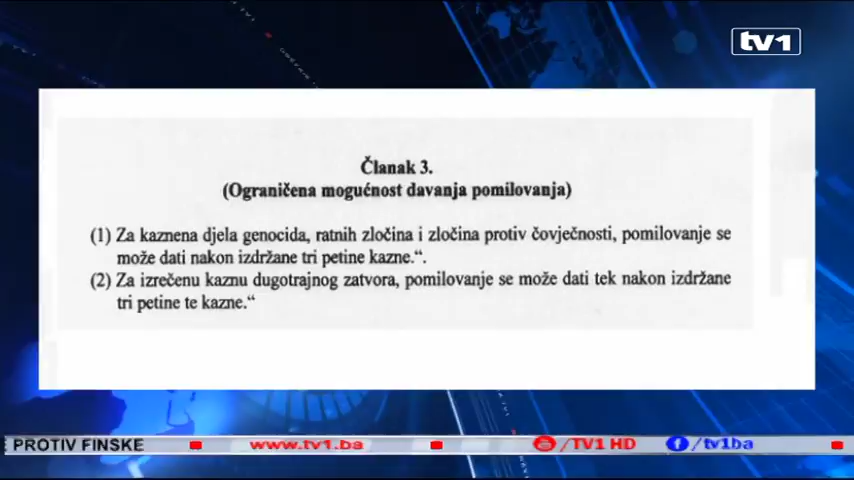 tv1
Članak 3.
(Ograničena mogućnost davanja pomilovanja)
(1) Za kaznena djela genocida, ratnih zločina i zločina protiv čovječnosti, pomilovanje se
može dati nakon izdržane tri petine kazne.“.
(2) Za izrečenu kaznu dugotrajnog zatvora, pomilovanje se može dati tek nakon izdržane
tri petine te kazne.“
PROTIV FINSKE www.tv1.ba /TV1 HD f /tv1ba